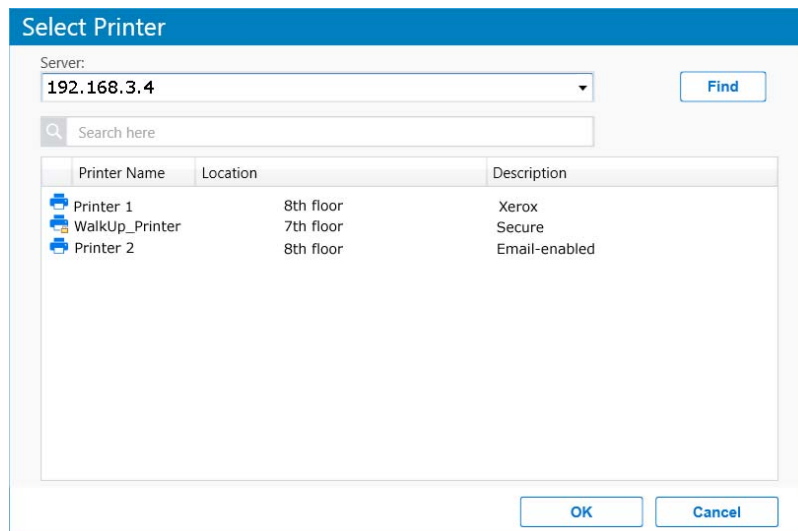 Select Printer
Server:
192.168.3.4
Find
Search here
Printer Name Location Description
Printer 1 8th floor Xerox
WalkUp_Printer 7th floor Secure
Printer 2 8th floor Email-enabled
OK Cancel